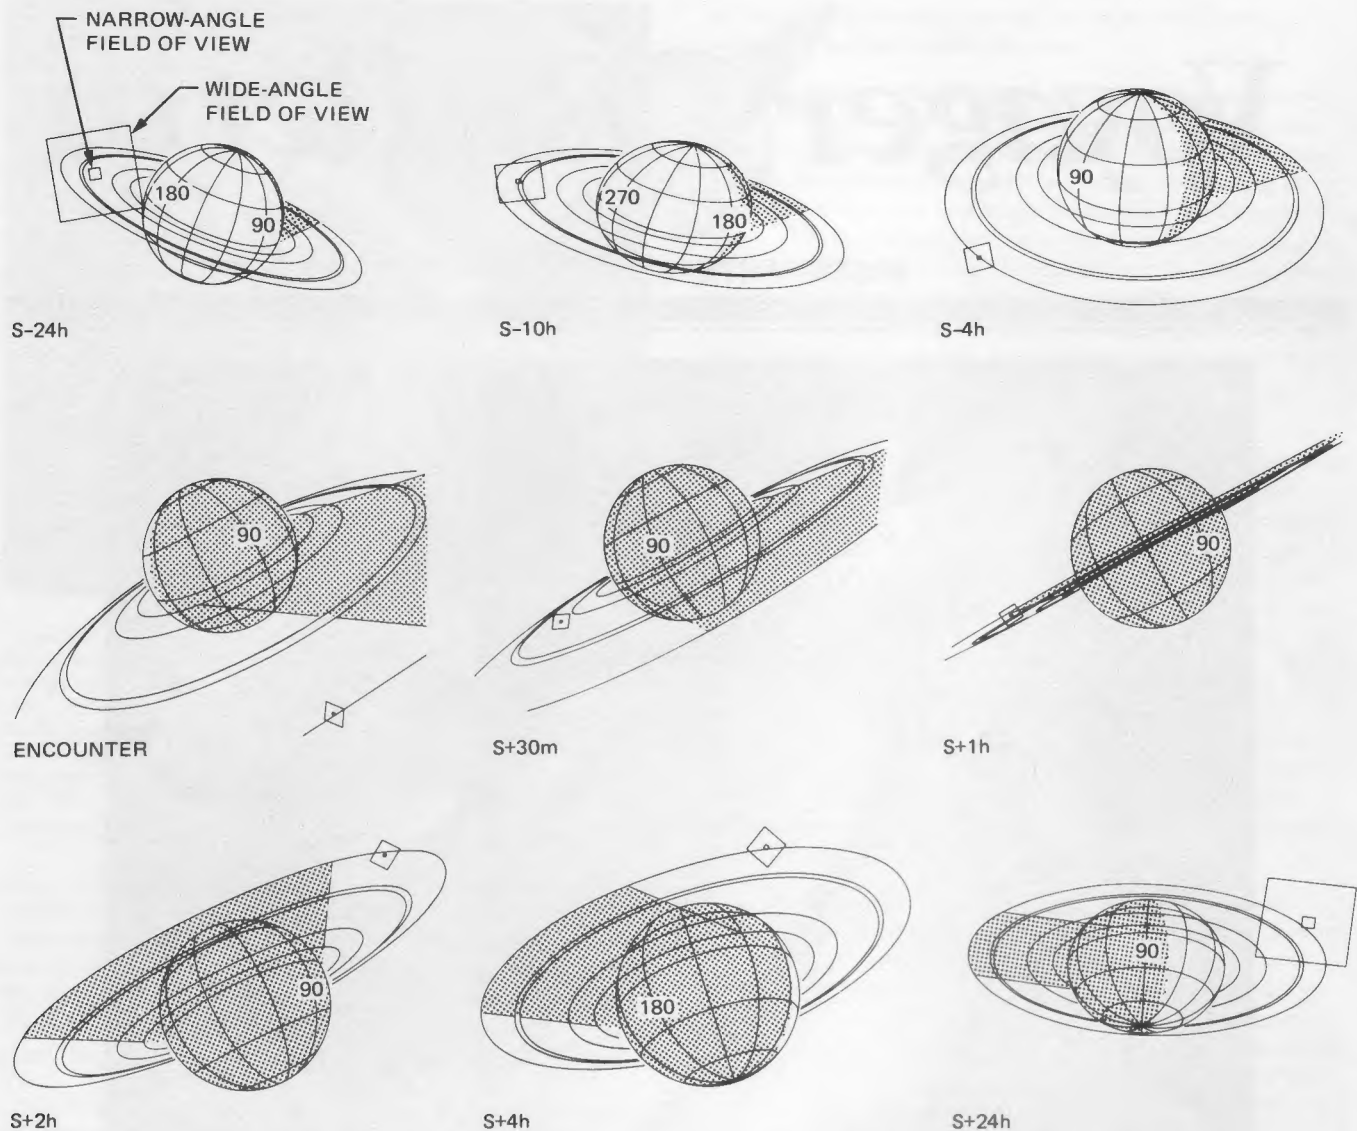 NARROW-ANGLE
FIELD OF VIEW
WIDE-ANGLE
FIELD OF VIEW
180
90
S–24h
270
180
S–10h
90
S–4h
90
ENCOUNTER
90
S+30m
90
S+1h
90
S+2h
180
S+4h
90
S+24h